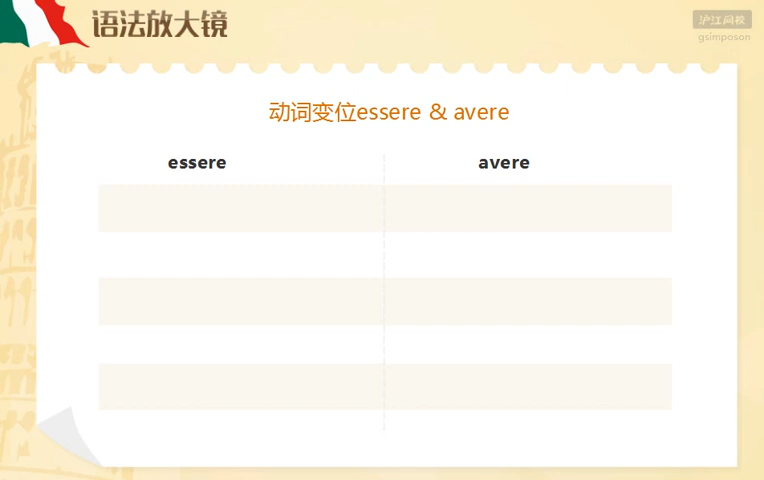 语法放大镜
沪江网校
gsimposon
动词变位essere & avere
essere
avere